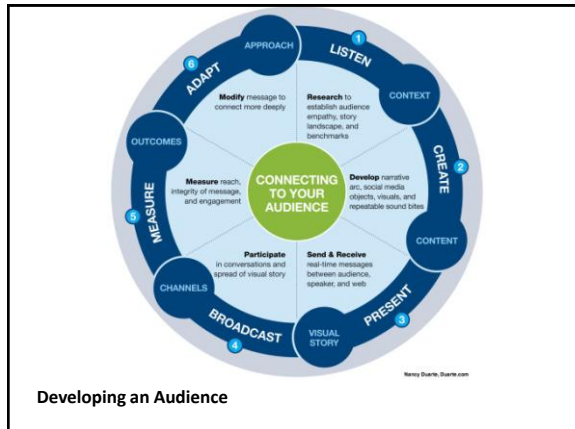 APPROACH
1
LISTEN
CONTEXT
2
CREATE
CONTENT
3
PRESENT
VISUAL
STORY
4
BROADCAST
CHANNELS
5
MEASURE
OUTCOMES
6
ADAPT
Modify message to
connect more deeply
Research to
establish audience
empathy, story
landscape, and
benchmarks
Develop narrative
arc, social media
objects, visuals, and
repeatable sound bites
Send & Receive
real-time messages
between audience,
speaker, and web
Participate
in conversations and
spread of visual story
Measure reach,
integrity of message,
and engagement
CONNECTING
TO YOUR
AUDIENCE
Nancy Duarte, Duarte.com
Developing an Audience